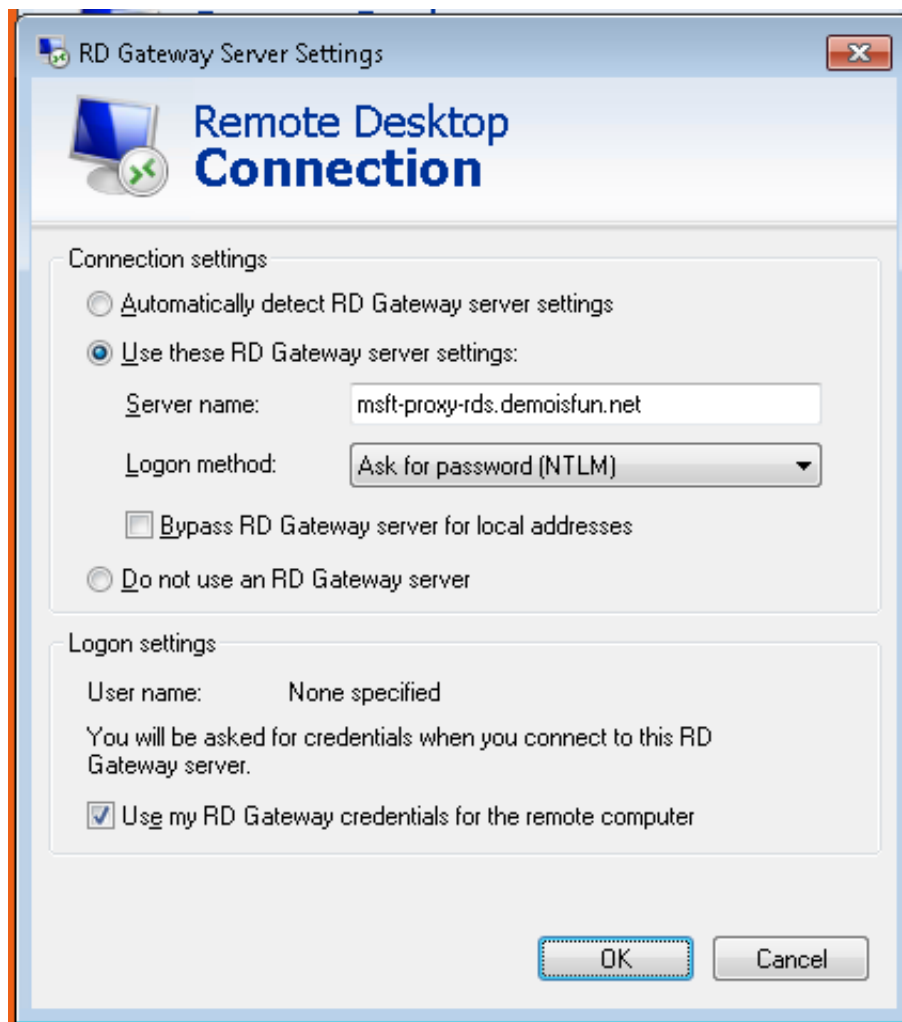 RD Gateway Server Settings
Remote Desktop
Connection
Connection settings
Automatically detect RD Gateway server settings
Use these RD Gateway server settings:
Server name: msft-proxy-rds.demoisfun.net
Logon method: Ask for password (NTLM)
Bypass RD Gateway server for local addresses
Do not use an RD Gateway server
Logon settings
User name: None specified
You will be asked for credentials when you connect to this RD
Gateway server.
Use my RD Gateway credentials for the remote computer
OK Cancel